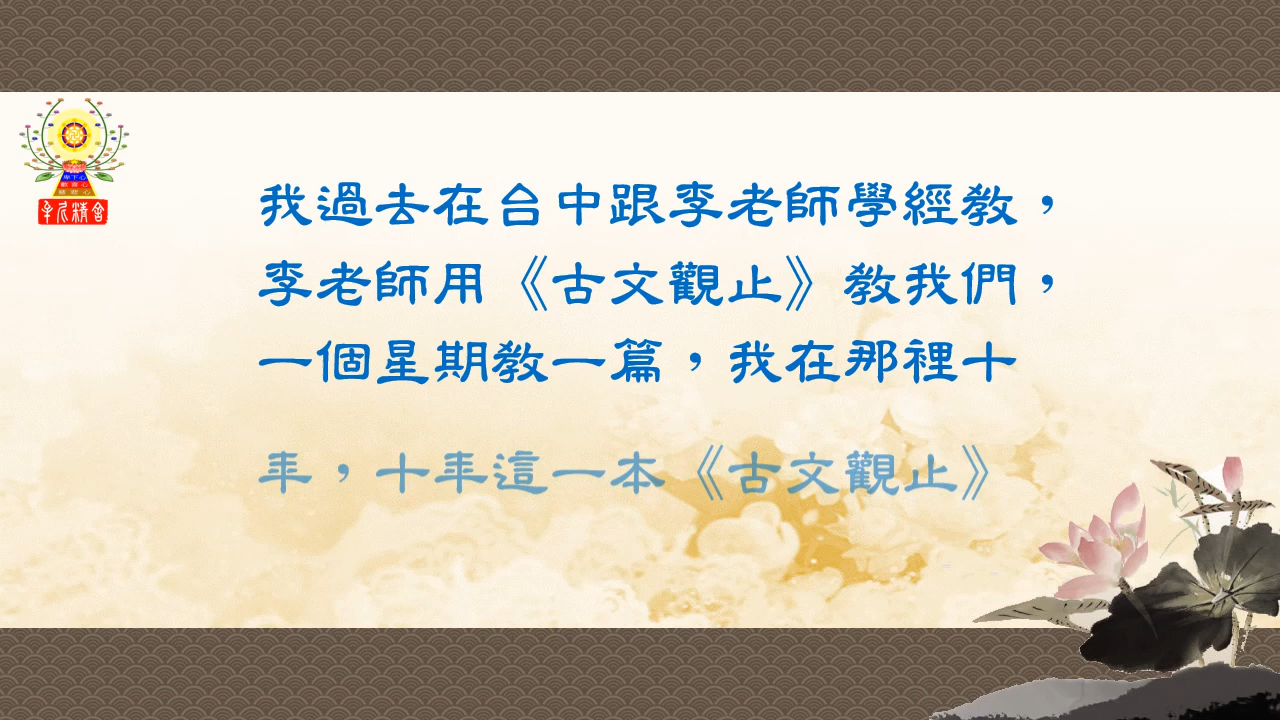 我過去在台中跟李老師學經教，
李老師用《古文觀止》教我們，
一個星期教一篇，我在那裡十
年，十年這一本《古文觀止》